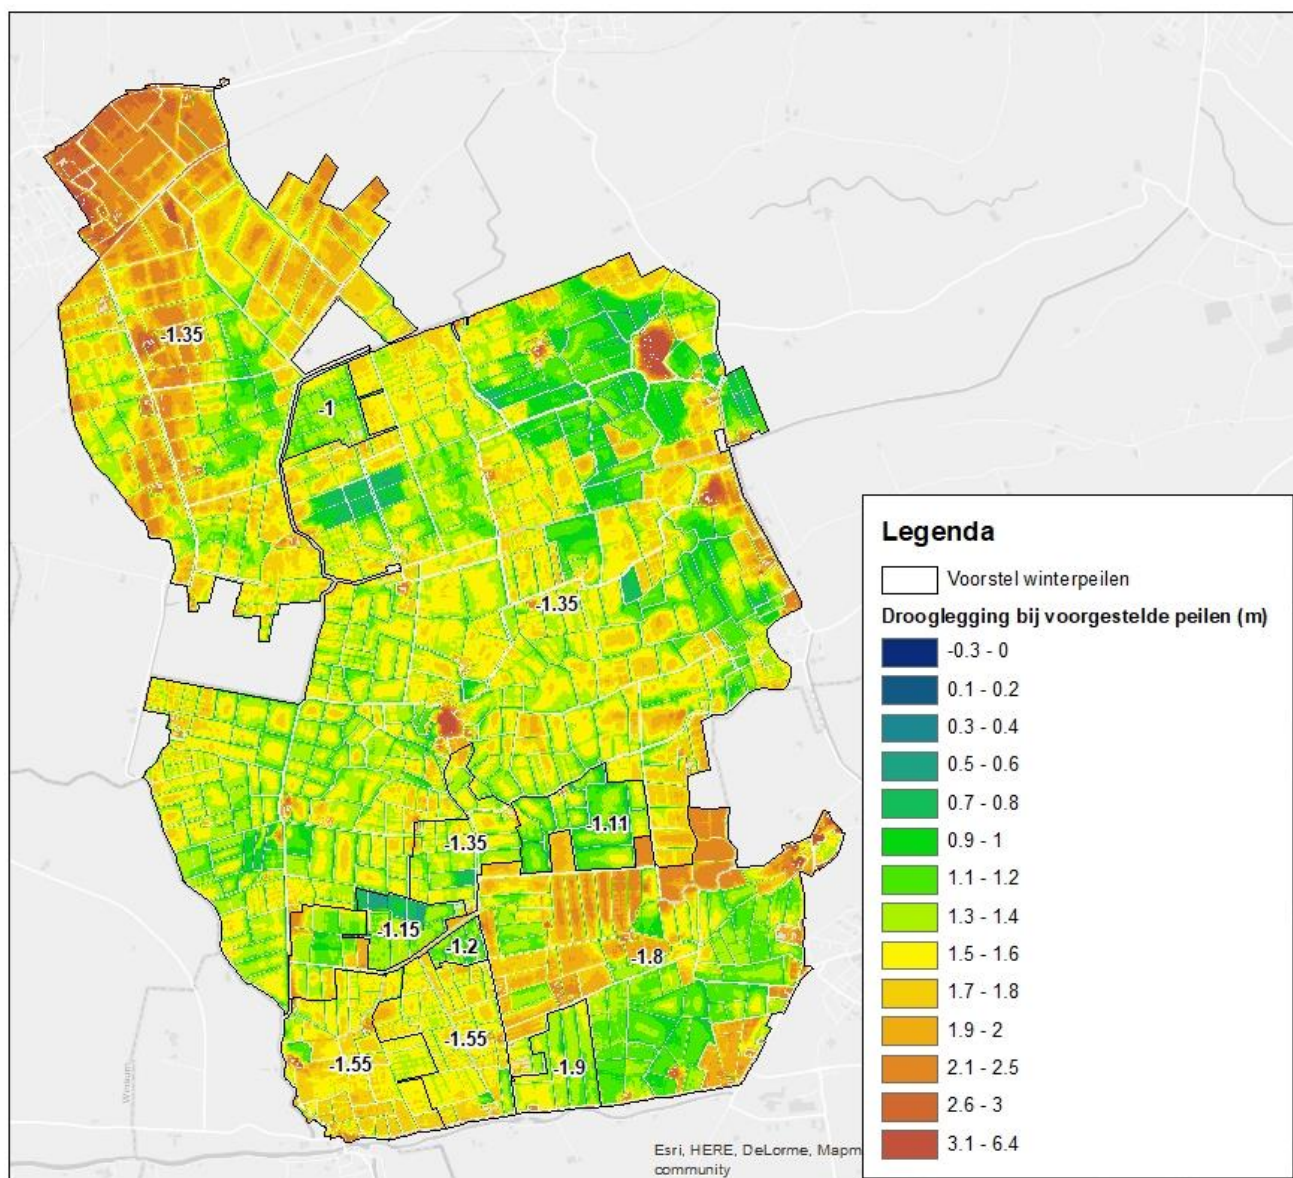 -1.35
-1
-1.35
-1.11
-1.35
-1.15
-1.2
-1.8
-1.55
-1.55
-1.9
Winsum
Legenda
Voorstel winterpeilen
Drooglegging bij voorgestelde peilen (m)
-0.3 - 0
0.1 - 0.2
0.3 - 0.4
0.5 - 0.6
0.7 - 0.8
0.9 - 1
1.1 - 1.2
1.3 - 1.4
1.5 - 1.6
1.7 - 1.8
1.9 - 2
2.1 - 2.5
2.6 - 3
3.1 - 6.4
Esri, HERE, DeLorme, Mapm
community